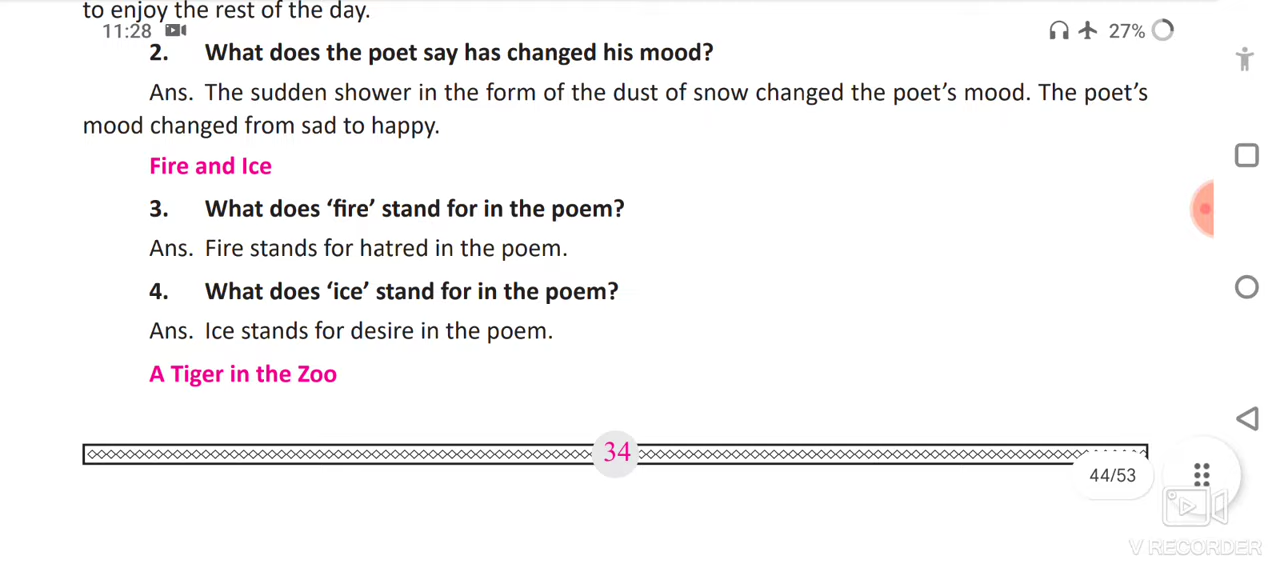 to enjoy the rest of the day.
11:28
27%
2. What does the poet say has changed his mood?
Ans. The sudden shower in the form of the dust of snow changed the poet’s mood. The poet’s
mood changed from sad to happy.
Fire and Ice
3. What does ‘fire’ stand for in the poem?
Ans. Fire stands for hatred in the poem.
4. What does ‘ice’ stand for in the poem?
Ans. Ice stands for desire in the poem.
A Tiger in the Zoo
34
44/53
V RECORDER